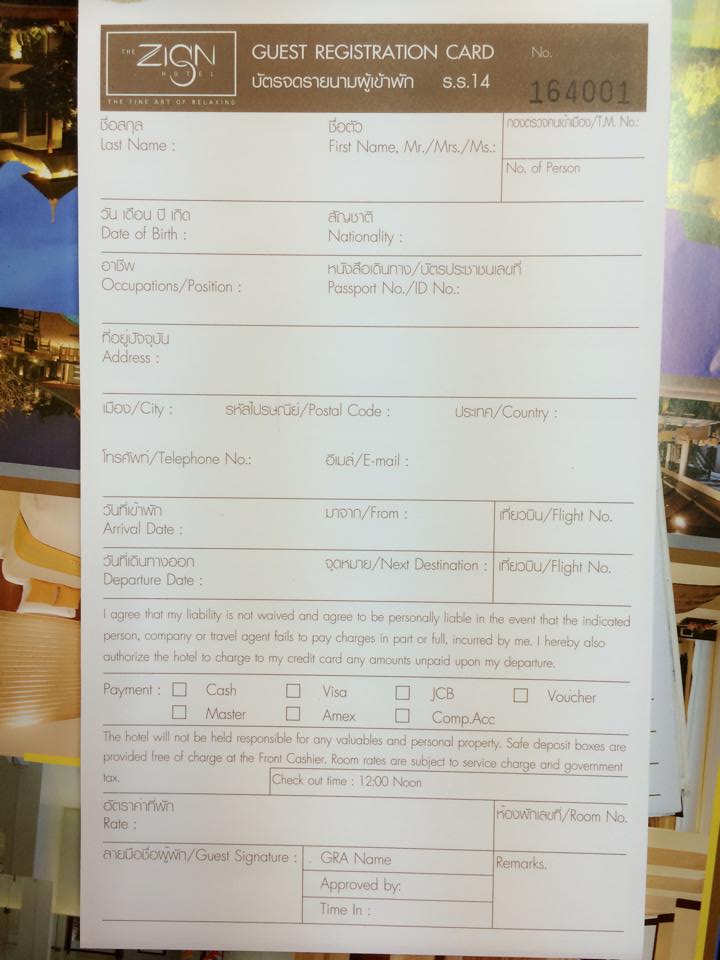 THE ZIGN HOTEL
THE FINE ART OF RELAXING
GUEST REGISTRATION CARD
บัตรจดรายนามผู้เข้าพัก ร.ร.14
No.
164001
ชื่อสกุล
Last Name :
ชื่อตัว
First Name, Mr./Mrs./Ms.:
กองตรวจคนเข้าเมือง/T.M. No.:
No. of Person
วัน เดือน ปี เกิด
Date of Birth :
สัญชาติ
Nationality :
อาชีพ
Occupations/Position :
หนังสือเดินทาง/บัตรประชาชนเลขที่
Passport No./ID No.:
ที่อยู่ปัจจุบัน
Address :
เมือง/City : รหัสไปรษณีย์/Postal Code : ประเทศ/Country :
โทรศัพท์/Telephone No.: อีเมล์/E-mail :
วันที่เข้าพัก
Arrival Date :
มาจาก/From :
เที่ยวบิน/Flight No.
วันที่เดินทางออก
Departure Date :
จุดหมาย/Next Destination :
เที่ยวบิน/Flight No.
I agree that my liability is not waived and agree to be personally liable in the event that the indicated
person, company or travel agent fails to pay charges in part or full, incurred by me. I hereby also
authorize the hotel to charge to my credit card any amounts unpaid upon my departure.
Payment : Cash Visa JCB Voucher
Master Amex Comp.Acc
The hotel will not be held responsible for any valuables and personal property. Safe deposit boxes are
provided free of charge at the Front Cashier. Room rates are subject to service charge and government
tax.
Check out time : 12:00 Noon
อัตราค่าที่พัก
Rate :
ห้องพักเลขที่/Room No.
ลายมือชื่อผู้พัก/Guest Signature :
GRA Name
Approved by:
Time In :
Remarks.